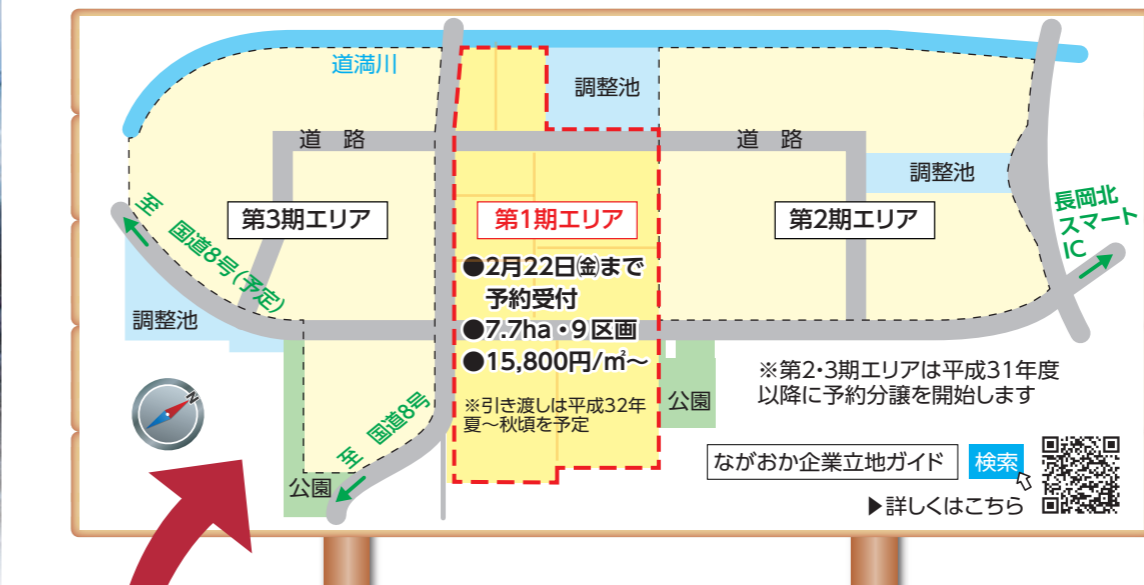 道満川
調整池
道　路
道　路
調整池
至　国道8号(予定)
第3期エリア
第1期エリア
第2期エリア
長岡北
スマート
IC
●2月22日㈮まで
予約受付
●7.7ha・9区画
●15,800円/㎡〜
※引き渡しは平成32年
夏〜秋頃を予定
調整池
公園
至　国道8号
公園
※第2・3期エリアは平成31年度
以降に予約分譲を開始します
ながおか企業立地ガイド
検索
▶詳しくはこちら
N